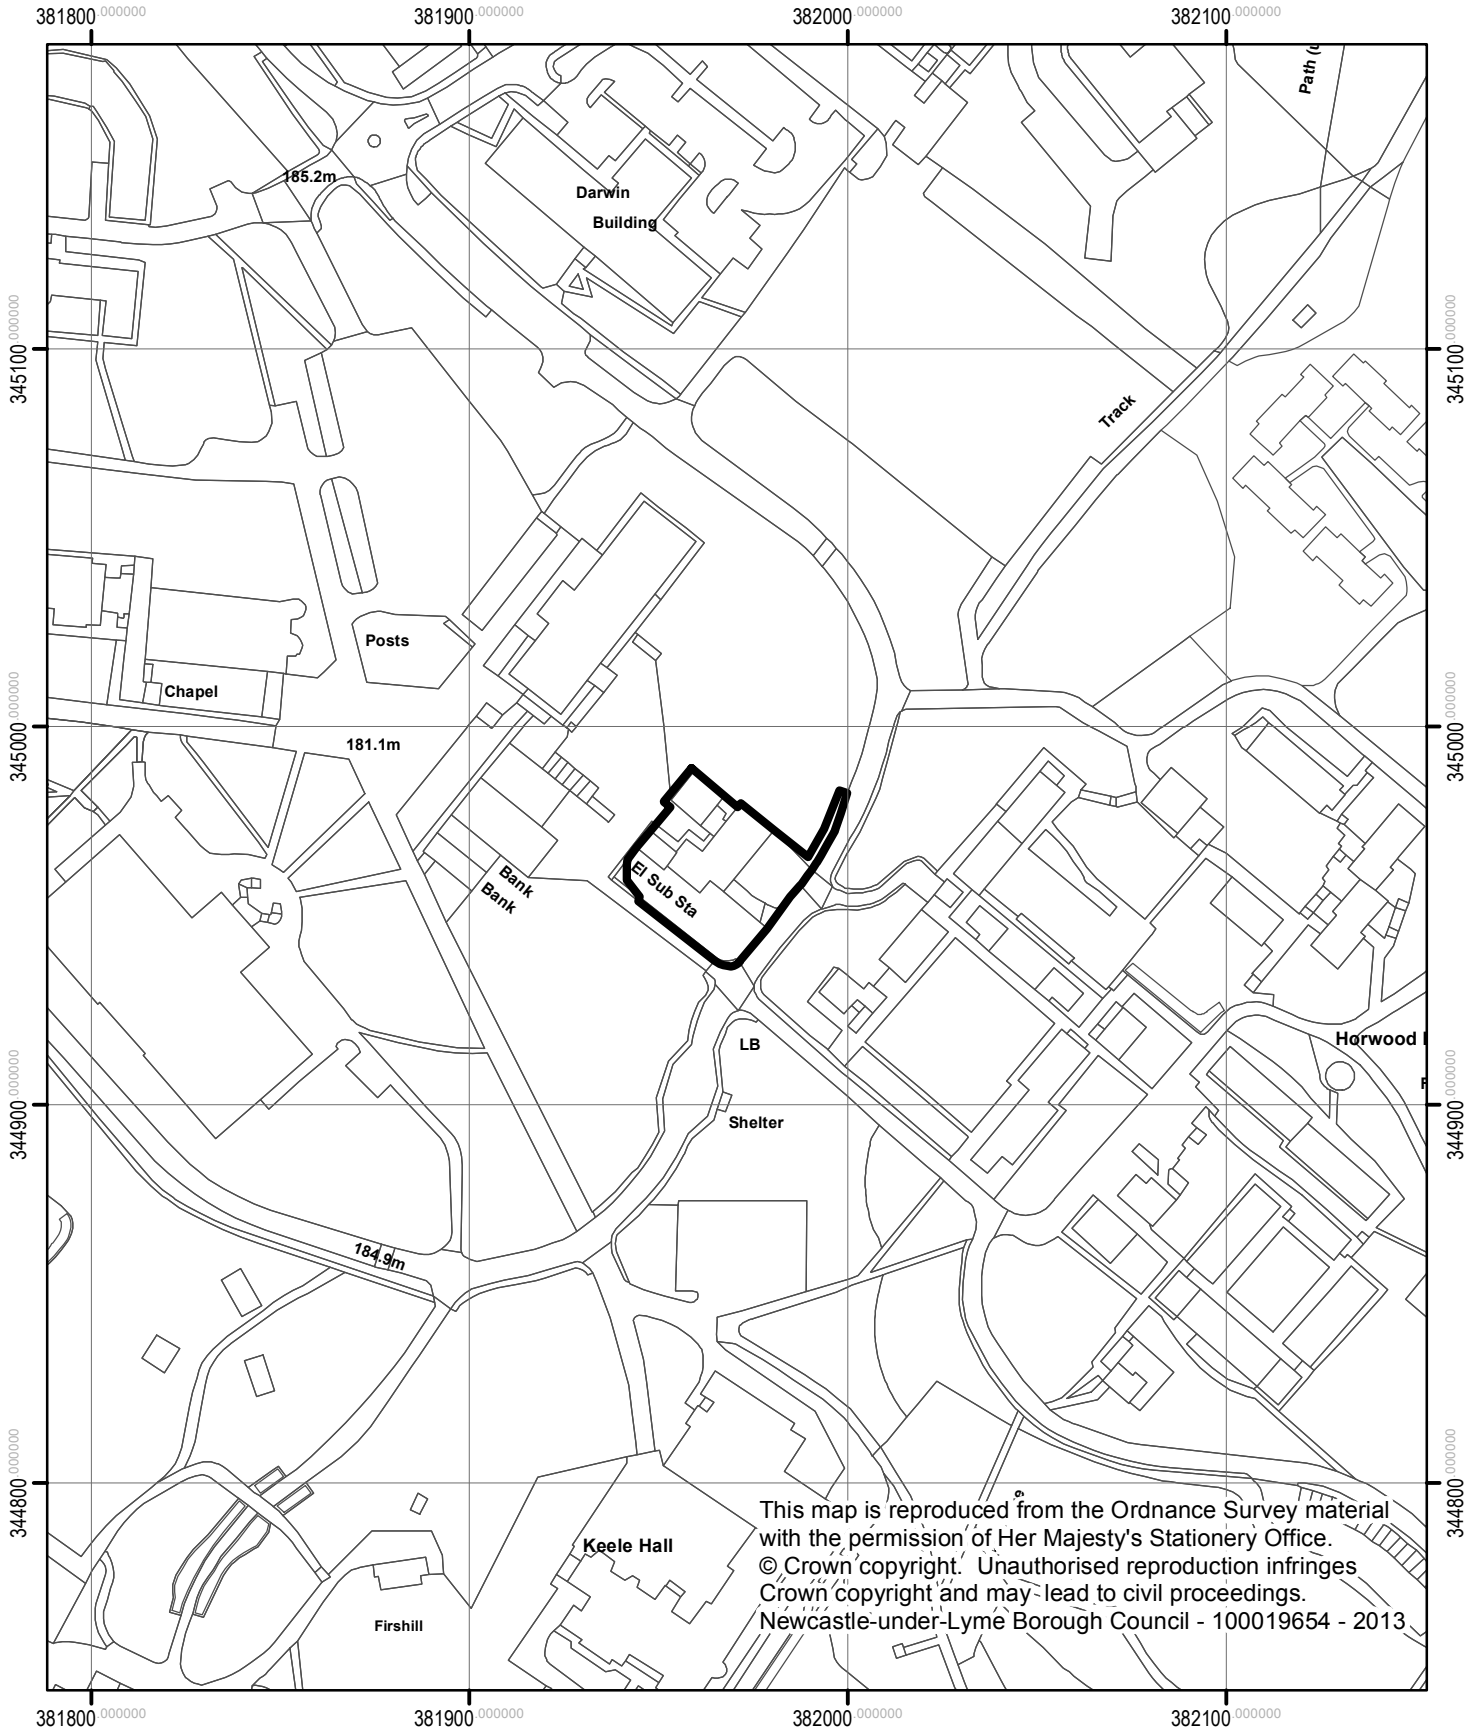 381800.000000
381900.000000
382000.000000
382100.000000
Path (u
185.2m
Darwin
Building
345100.000000
345100.000000
Track
Posts
Chapel
345000.000000
181.1m
345000.000000
El Sub Sta
Bank
Bank
Horwood
LB
344900.000000
Shelter
344900.000000
184.9m
344800.000000
344800.000000
Keele Hall
Firshill
This map is reproduced from the Ordnance Survey material
with the permission of Her Majesty's Stationery Office.
© Crown copyright. Unauthorised reproduction infringes
Crown copyright and may lead to civil proceedings.
Newcastle-under-Lyme Borough Council - 100019654 - 2013
381800.000000
381900.000000
382000.000000
382100.000000